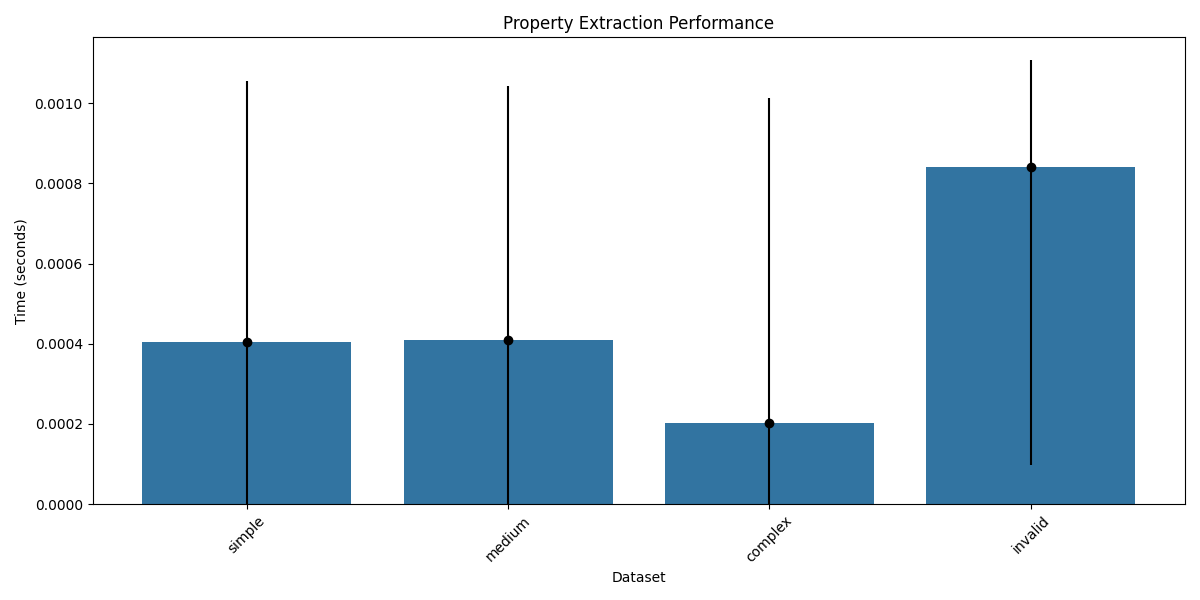 Property Extraction Performance
Time (seconds)
0.0010
0.0008
0.0006
0.0004
0.0002
0.0000
simple
medium
complex
invalid
Dataset